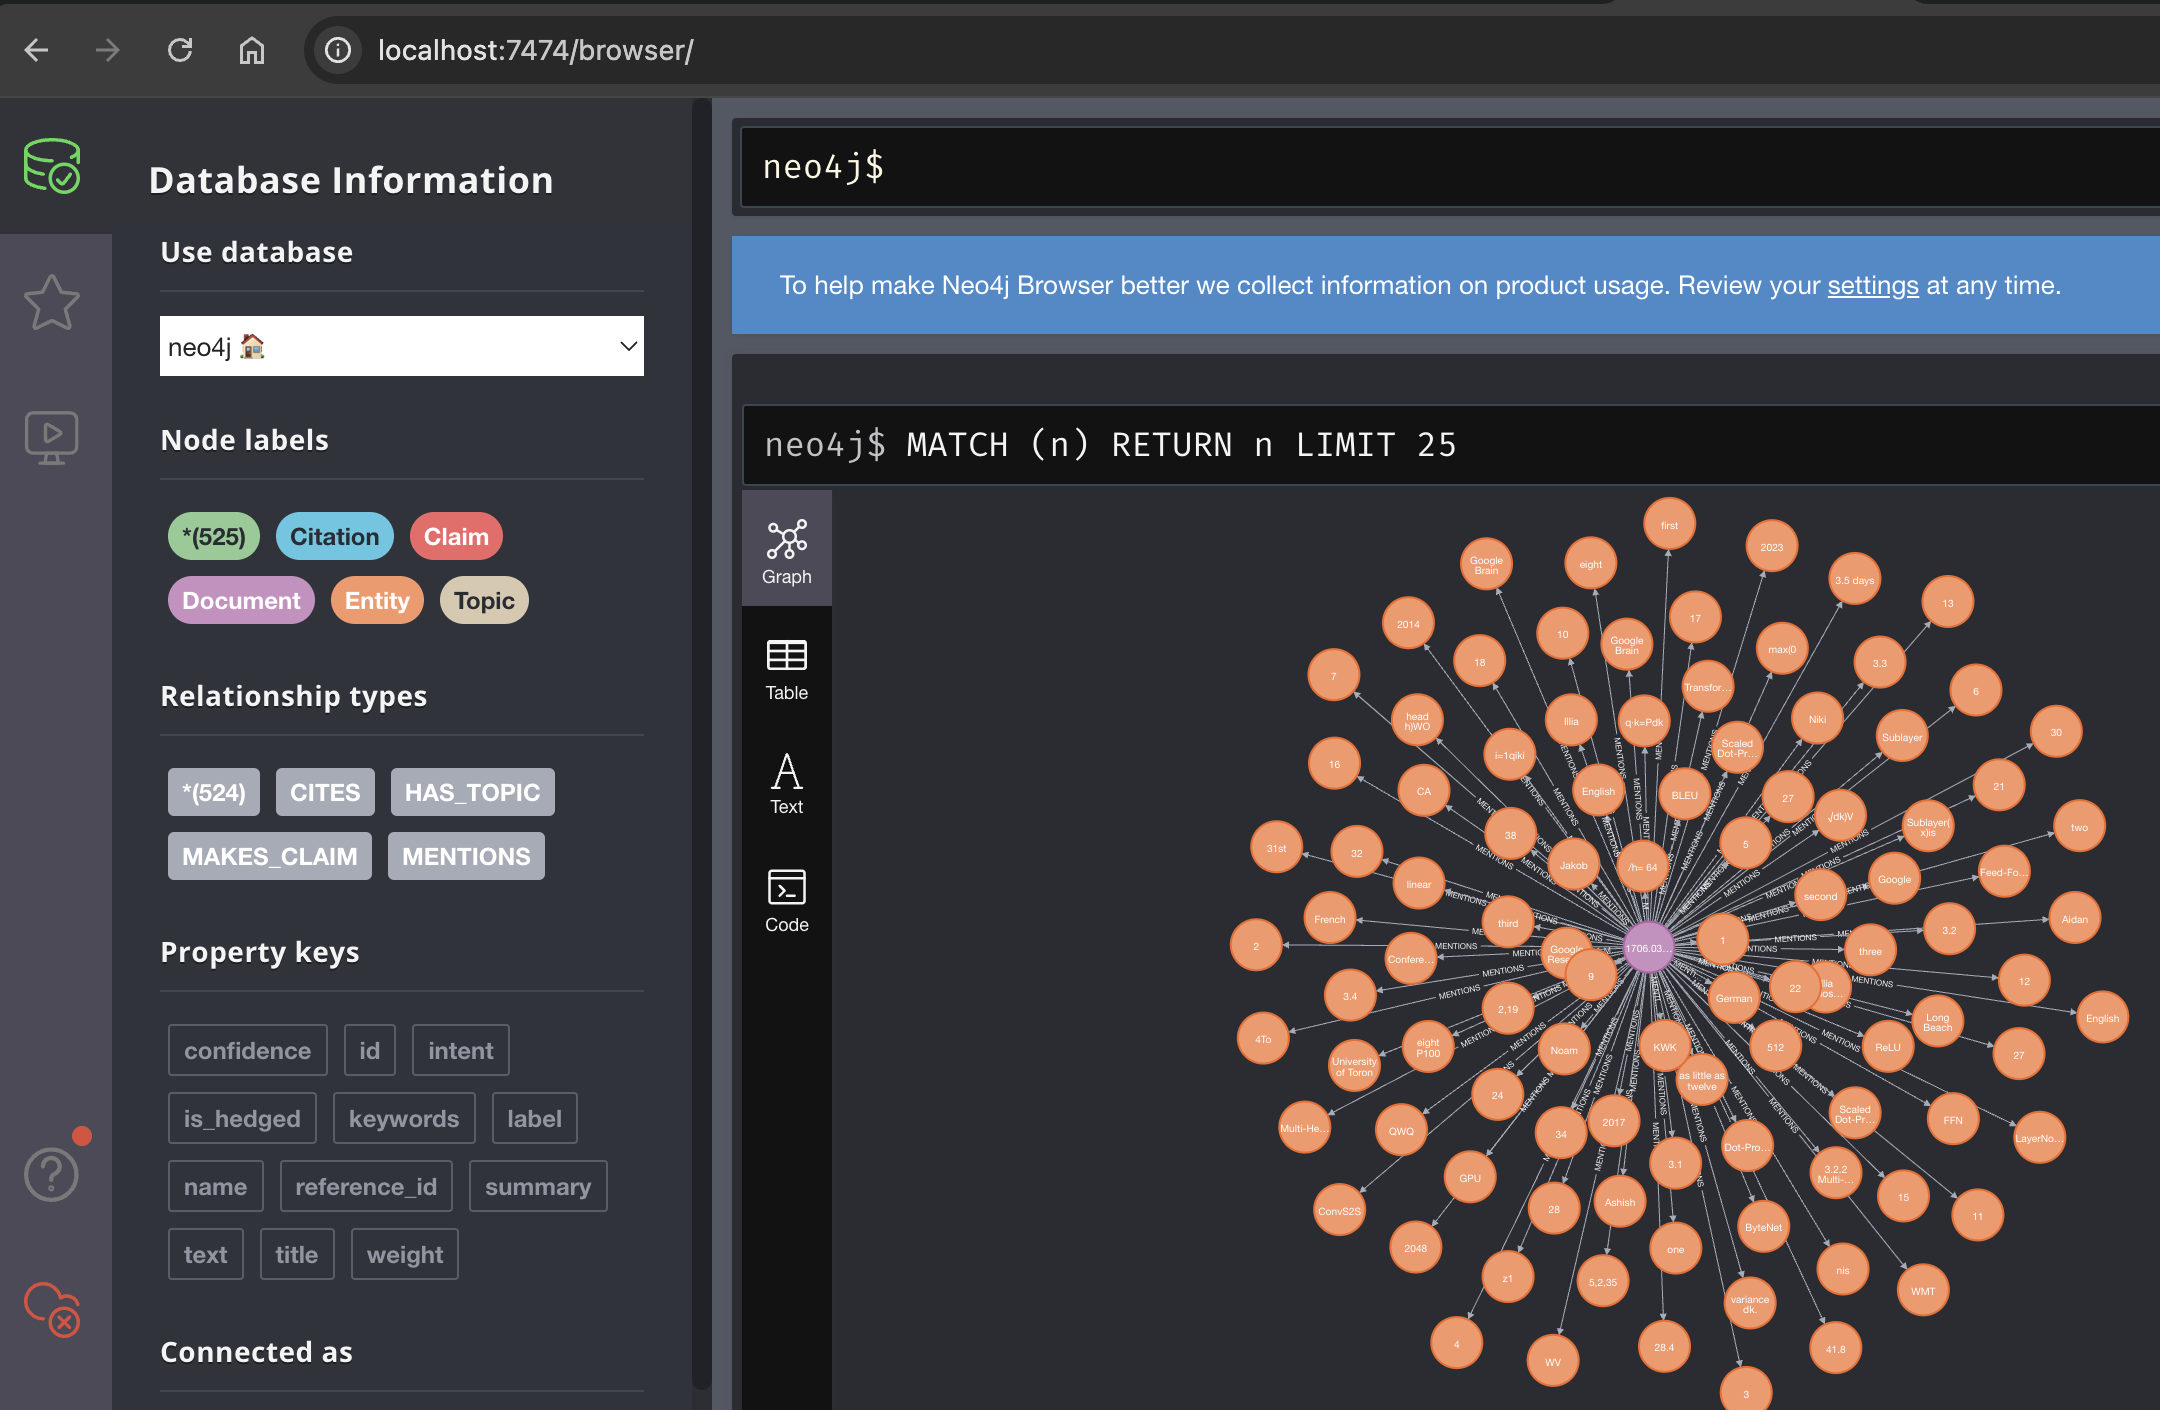 localhost:7474/browser/
Database Information
Use database
neo4j
Node labels
*(525) Citation Claim
Document Entity Topic
Relationship types
*(524) CITES HAS_TOPIC
MAKES_CLAIM MENTIONS
Property keys
confidence id intent
is_hedged keywords label
name reference_id summary
text title weight
Connected as
neo4j$
To help make Neo4j Browser better we collect information on product usage. Review your settings at any time.
neo4j$ MATCH (n) RETURN n LIMIT 25
Graph
Table
Text
Code
first
2023
Google
Brain
eight
3.5 days
13
2014
10
17
Google
Brain
max(0
3.3
18
7
Transfor...
6
head
h)WO
Illia
q·k=Pdk
Niki
30
Sublayer
Scaled
Dot-Pr...
i=1qiki
16
CA
English
BLEU
27
21
√dk)V
Sublayer(
x)is
two
38
5
31st
32
Jakob
/h= 64
linear
second
Google
Feed-Fo...
French
third
Aidan
3.2
1
2
Confere...
Google
1706.03...
three
9
12
3.4
22
German
2,19
English
Long
Beach
4To
eight
P100
Noam
KWK
512
ReLU
27
University
of Toron
as little as
twelve
24
Scaled
Dot-Pr...
FFN
Multi-He...
QWQ
34
2017
LayerNo...
Dot-Pro...
3.1
3.2.2
Multi-...
GPU
15
ConvS2S
28
Ashish
11
ByteNet
2048
one
nis
z1
5,2,35
WMT
variance
dk.
4
WV
28.4
41.8
3
MENTIONS